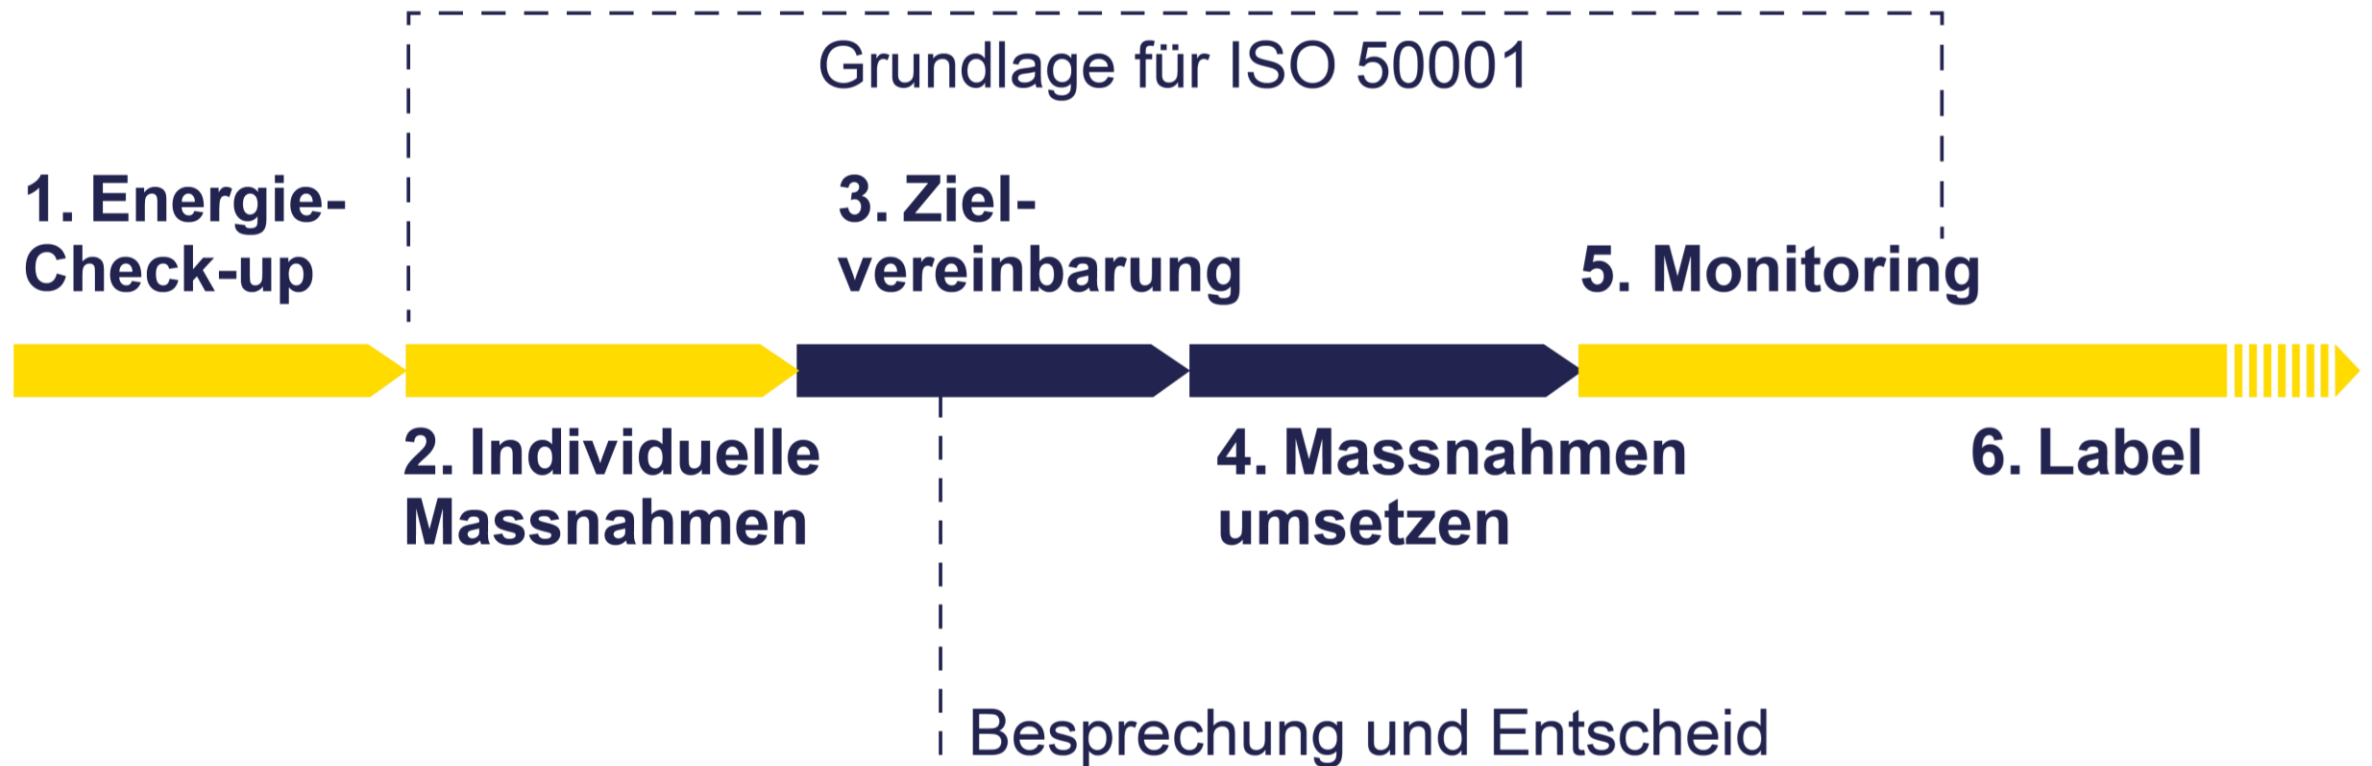 Grundlage für ISO 50001
1. Energie-
Check-up
2. Individuelle
Massnahmen
3. Ziel-
vereinbarung
4. Massnahmen
umsetzen
5. Monitoring
6. Label
Besprechung und Entscheid